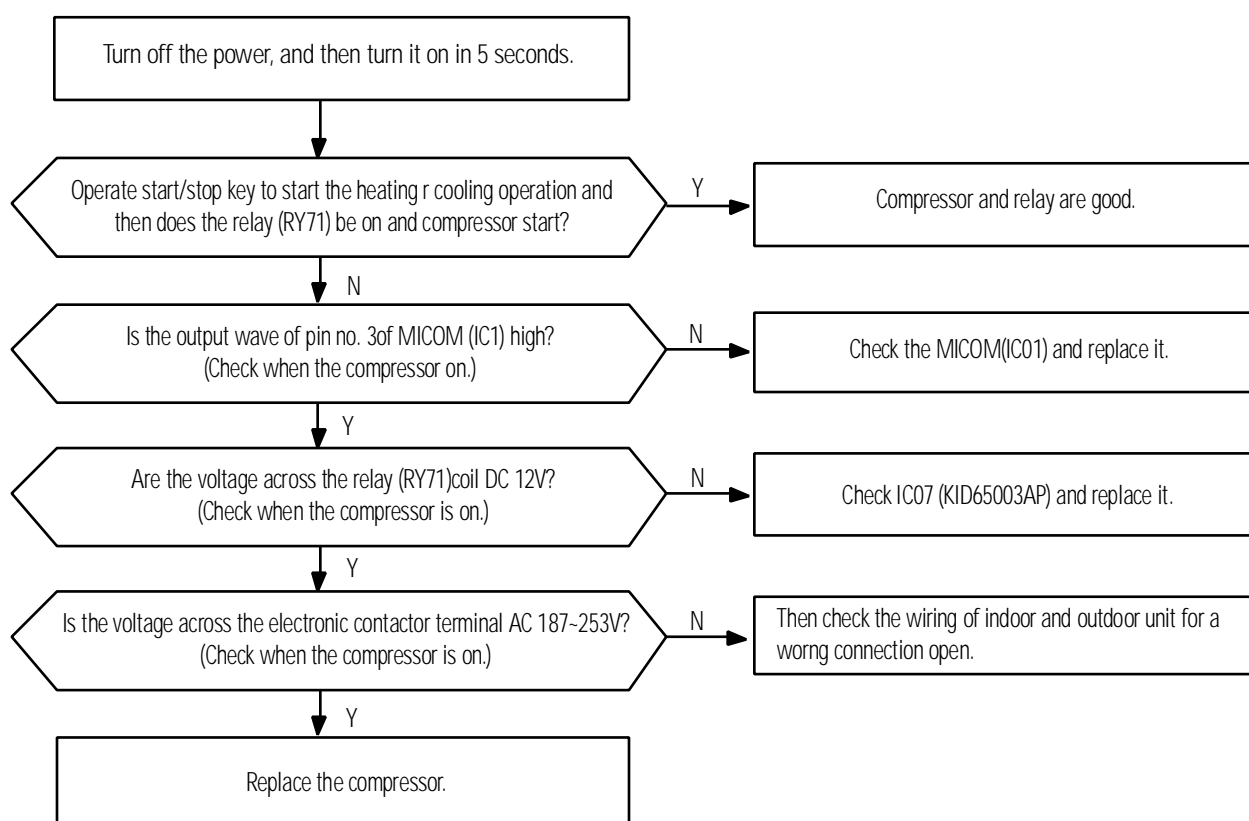 Turn off the power, and then turn it on in 5 seconds.
Operate start/stop key to start the heating r cooling operation and
then does the relay (RY71) be on and compressor start?
Y
Compressor and relay are good.
N
Is the output wave of pin no. 3of MICOM (IC1) high?
(Check when the compressor on.)
N
Check the MICOM(IC01) and replace it.
Y
Are the voltage across the relay (RY71)coil DC 12V?
(Check when the compressor is on.)
N
Check IC07 (KID65003AP) and replace it.
Y
Is the voltage across the electronic contactor terminal AC 187~253V?
(Check when the compressor is on.)
N
Then check the wiring of indoor and outdoor unit for a
worng connection open.
Y
Replace the compressor.